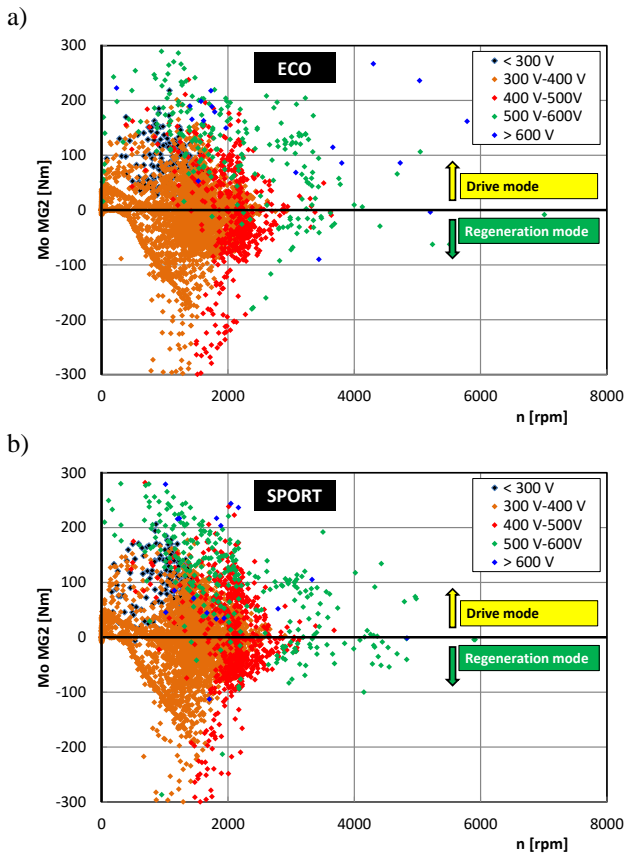 a)
300
200
100
0
-100
-200
-300
Mo MG2 [Nm]
ECO
< 300 V
300 V-400 V
400 V-500V
500 V-600V
> 600 V
Drive mode
Regeneration mode
0
2000
4000
6000
8000
n [rpm]
b)
300
200
100
0
-100
-200
-300
Mo MG2 [Nm]
SPORT
< 300 V
300 V-400 V
400 V-500V
500 V-600V
> 600 V
Drive mode
Regeneration mode
0
2000
4000
6000
8000
n [rpm]